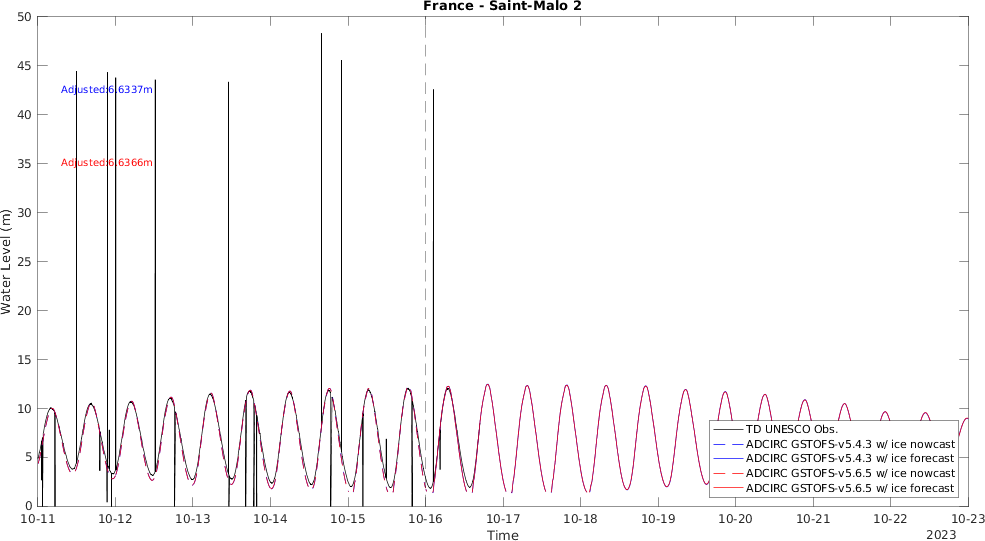 France - Saint-Malo 2
50
45
40
35
30
25
20
15
10
5
0
Water Level (m)
Adjusted:6.6337m
Adjusted:6.6366m
TD UNESCO Obs.
ADCIRC GSTOFS-v5.4.3 w/ ice nowcast
ADCIRC GSTOFS-v5.4.3 w/ ice forecast
ADCIRC GSTOFS-v5.6.5 w/ ice nowcast
ADCIRC GSTOFS-v5.6.5 w/ ice forecast
10-11 10-12 10-13 10-14 10-15 10-16 10-17 10-18 10-19 10-20 10-21 10-22 10-23
Time
2023